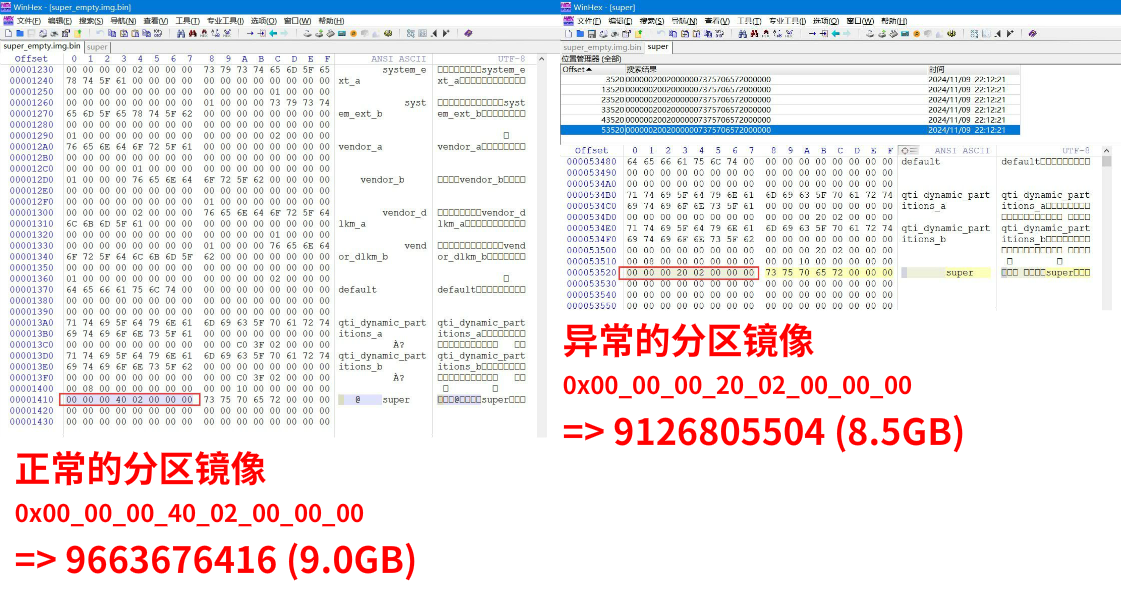 WinHex - [super_empty.img.bin]
文件(F) 编辑(E) 搜索(S) 导航(N) 查看(V) 工具(T) 专业工具(I) 选项(O) 窗口(W) 帮助(H)
super_empty.img.bin super
Offset 0 1 2 3 4 5 6 7 8 9 A B C D E F ANSI ASCII UTF-8
00001230 00 00 00 00 02 00 00 00 73 79 73 74 65 6D 5F 65 system_e system_e
00001240 78 74 5F 61 00 00 00 00 00 00 00 00 00 00 00 00 xt_a xt_a
00001250 00 00 00 00 00 00 00 00 00 00 00 00 01 00 00 00
00001260 00 00 00 00 00 00 00 00 00 00 00 00 73 79 73 74 syst syst
00001270 65 6D 5F 65 78 74 5F 62 00 00 00 00 00 00 00 00 em_ext_b em_ext_b
00001280 00 00 00 00 00 00 00 00 00 00 00 00 00 00 00 00
00001290 01 00 00 00 00 00 00 00 00 00 00 00 02 00 00 00
000012A0 76 65 6E 64 6F 72 5F 61 00 00 00 00 00 00 00 00 vendor_a vendor_a
000012B0 00 00 00 00 00 00 00 00 00 00 00 00 00 00 00 00
000012C0 00 00 00 00 01 00 00 00 00 00 00 00 00 00 00 00
000012D0 01 00 00 00 76 65 6E 64 6F 72 5F 62 00 00 00 00 vendor_b vendor_b
000012E0 00 00 00 00 00 00 00 00 00 00 00 00 00 00 00 00
000012F0 00 00 00 00 00 00 00 00 01 00 00 00 00 00 00 00
00001300 00 00 00 00 02 00 00 00 76 65 6E 64 6F 72 5F 64 vendor_d vendor_d
00001310 6C 6B 6D 5F 61 00 00 00 00 00 00 00 00 00 00 00 lkm_a lkm_a
00001320 00 00 00 00 00 00 00 00 00 00 00 00 01 00 00 00
00001330 00 00 00 00 00 00 00 00 01 00 00 00 76 65 6E 64 vend vend
00001340 6F 72 5F 64 6C 6B 6D 5F 62 00 00 00 00 00 00 00 or_dlkm_b or_dlkm_b
00001350 00 00 00 00 00 00 00 00 00 00 00 00 00 00 00 00
00001360 01 00 00 00 00 00 00 00 00 00 00 00 02 00 00 00
00001370 64 65 66 61 75 6C 74 00 00 00 00 00 00 00 00 00 default default
00001380 00 00 00 00 00 00 00 00 00 00 00 00 00 00 00 00
00001390 00 00 00 00 00 00 00 00 00 00 00 00 00 00 00 00
000013A0 71 74 69 5F 64 79 6E 61 6D 69 63 5F 70 61 72 74 qti_dynamic_part qti_dynamic_part
000013B0 69 74 69 6F 6E 73 5F 61 00 00 00 00 00 00 00 00 itions_a itions_a
000013C0 00 00 00 00 00 00 00 00 00 00 C0 3F 02 00 00 00 À?
000013D0 71 74 69 5F 64 79 6E 61 6D 69 63 5F 70 61 72 74 qti_dynamic_part qti_dynamic_part
000013E0 69 74 69 6F 6E 73 5F 62 00 00 00 00 00 00 00 00 itions_b itions_b
000013F0 00 00 00 00 00 00 00 00 00 00 C0 3F 02 00 00 00 À?
00001400 00 08 00 00 00 00 00 00 00 00 10 00 00 00 00 00
00001410 00 00 00 40 02 00 00 00 73 75 70 65 72 00 00 00 @ super @super
00001420 00 00 00 00 00 00 00 00 00 00 00 00 00 00 00 00
00001430 00 00 00 00 00 00 00 00 00 00 00 00 00 00 00 00
正常的分区镜像
0x00_00_00_40_02_00_00_00
=> 9663676416 (9.0GB)
WinHex - [super]
文件(F) 编辑(E) 搜索(S) 导航(N) 查看(V) 工具(T) 专业工具(I) 选项(O) 窗口(W) 帮助(H)
super_empty.img.bin super
位置管理器 (全部)
Offset 搜索结果 时间
3520 0000002002000000737570657200000 2024/11/09 22:12:21
13520 0000002002000000737570657200000 2024/11/09 22:12:21
23520 0000002002000000737570657200000 2024/11/09 22:12:21
33520 0000002002000000737570657200000 2024/11/09 22:12:21
43520 0000002002000000737570657200000 2024/11/09 22:12:21
53520 0000002002000000737570657200000 2024/11/09 22:12:21
Offset 0 1 2 3 4 5 6 7 8 9 A B C D E F ANSI ASCII UTF-8
000053480 64 65 66 61 75 6C 74 00 00 00 00 00 00 00 00 00 default default
000053490 00 00 00 00 00 00 00 00 00 00 00 00 00 00 00 00
0000534A0 00 00 00 00 00 00 00 00 00 00 00 00 00 00 00 00
0000534B0 71 74 69 5F 64 79 6E 61 6D 69 63 5F 70 61 72 74 qti_dynamic_part qti_dynamic_part
0000534C0 69 74 69 6F 6E 73 5F 61 00 00 00 00 00 00 00 00 itions_a itions_a
0000534D0 00 00 00 00 00 00 00 00 00 00 00 20 02 00 00 00
0000534E0 71 74 69 5F 64 79 6E 61 6D 69 63 5F 70 61 72 74 qti_dynamic_part qti_dynamic_part
0000534F0 69 74 69 6F 6E 73 5F 62 00 00 00 00 00 00 00 00 itions_b itions_b
000053500 00 00 00 00 00 00 00 00 00 00 00 20 02 00 00 00
000053510 00 08 00 00 00 00 00 00 00 00 10 00 00 00 00 00
000053520 00 00 00 20 02 00 00 00 73 75 70 65 72 00 00 00 super super
000053530 00 00 00 00 00 00 00 00 00 00 00 00 00 00 00 00
000053540 00 00 00 00 00 00 00 00 00 00 00 00 00 00 00 00
000053550 00 00 00 00 00 00 00 00 00 00 00 00 00 00 00 00
异常的分区镜像
0x00_00_00_20_02_00_00_00
=> 9126805504 (8.5GB)